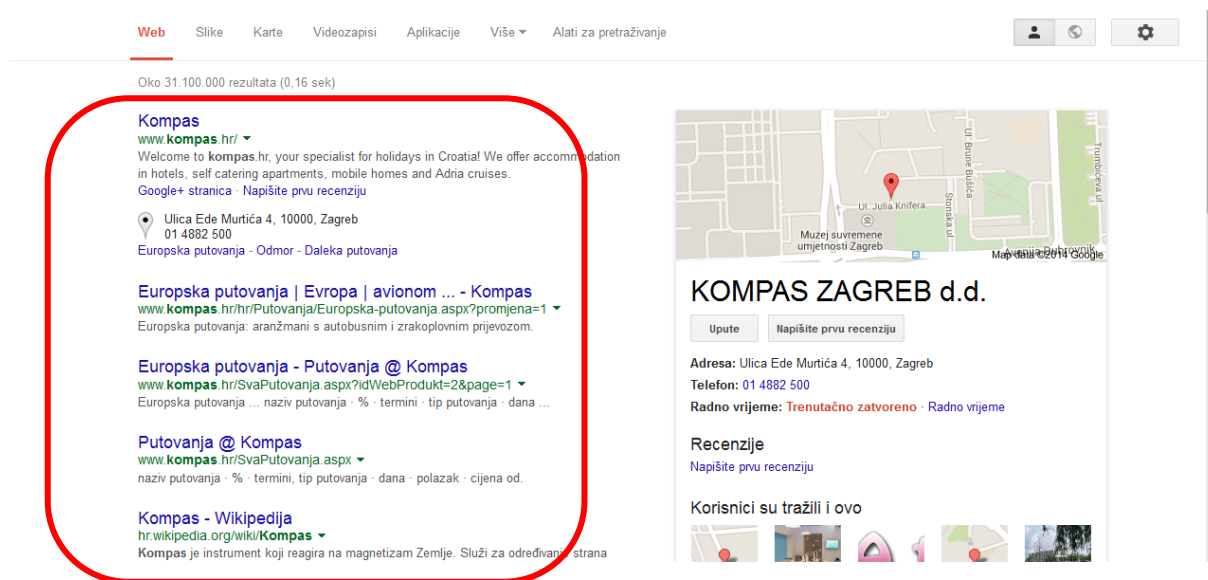 Web Slike Karte Videozapisi Aplikacije Više Alati za pretraživanje
Oko 31.100.000 rezultata (0,16 sek)
Kompas
www.kompas.hr/
Welcome to kompas.hr, your specialist for holidays in Croatia! We offer accommodation
in hotels, self catering apartments, mobile homes and Adria cruises.
Google+ stranica · Napišite prvu recenziju
Ulica Ede Murtića 4, 10000, Zagreb
01 4882 500
Europska putovanja - Odmor - Daleka putovanja
Europska putovanja | Evropa | avionom ... - Kompas
www.kompas.hr/hr/Putovanja/Europska-putovanja.aspx?promjena=1
Europska putovanja: aranžmani s autobusnim i zrakoplovnim prijevozom.
Europska putovanja - Putovanja @ Kompas
www.kompas.hr/SvaPutovanja.aspx?idWebProdukt=2&page=1
Europska putovanja ... naziv putovanja · % · termini · tip putovanja · dana ...
Putovanja @ Kompas
www.kompas.hr/SvaPutovanja.aspx
naziv putovanja · % · termini, tip putovanja · dana · polazak · cijena od.
Kompas - Wikipedija
hr.wikipedia.org/wiki/Kompas
Kompas je instrument koji reagira na magnetizam Zemlje. Služi za određivanje strana
Ul. Brune Bušića
Trumbićeva ul
Ul. Julia Knifera
Stonska ul
Muzej suvremene
umjetnosti Zagreb
Avenija Dubrovnik
Map data ©2014 Google
KOMPAS ZAGREB d.d.
Upute Napišite prvu recenziju
Adresa: Ulica Ede Murtića 4, 10000, Zagreb
Telefon: 01 4882 500
Radno vrijeme: Trenutačno zatvoreno · Radno vrijeme
Recenzije
Napišite prvu recenziju
Korisnici su tražili i ovo